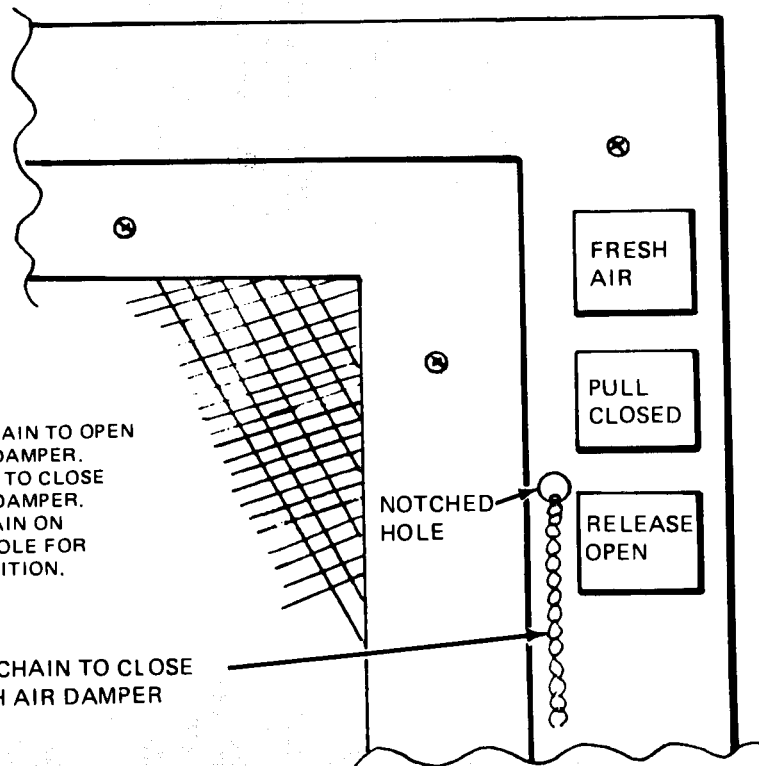 FRESH
AIR
PULL
CLOSED
NOTCHED
HOLE
RELEASE
OPEN
AIN TO OPEN
DAMPER.
TO CLOSE
DAMPER.
AIN ON
OLE FOR
ITION.
CHAIN TO CLOSE
H AIR DAMPER